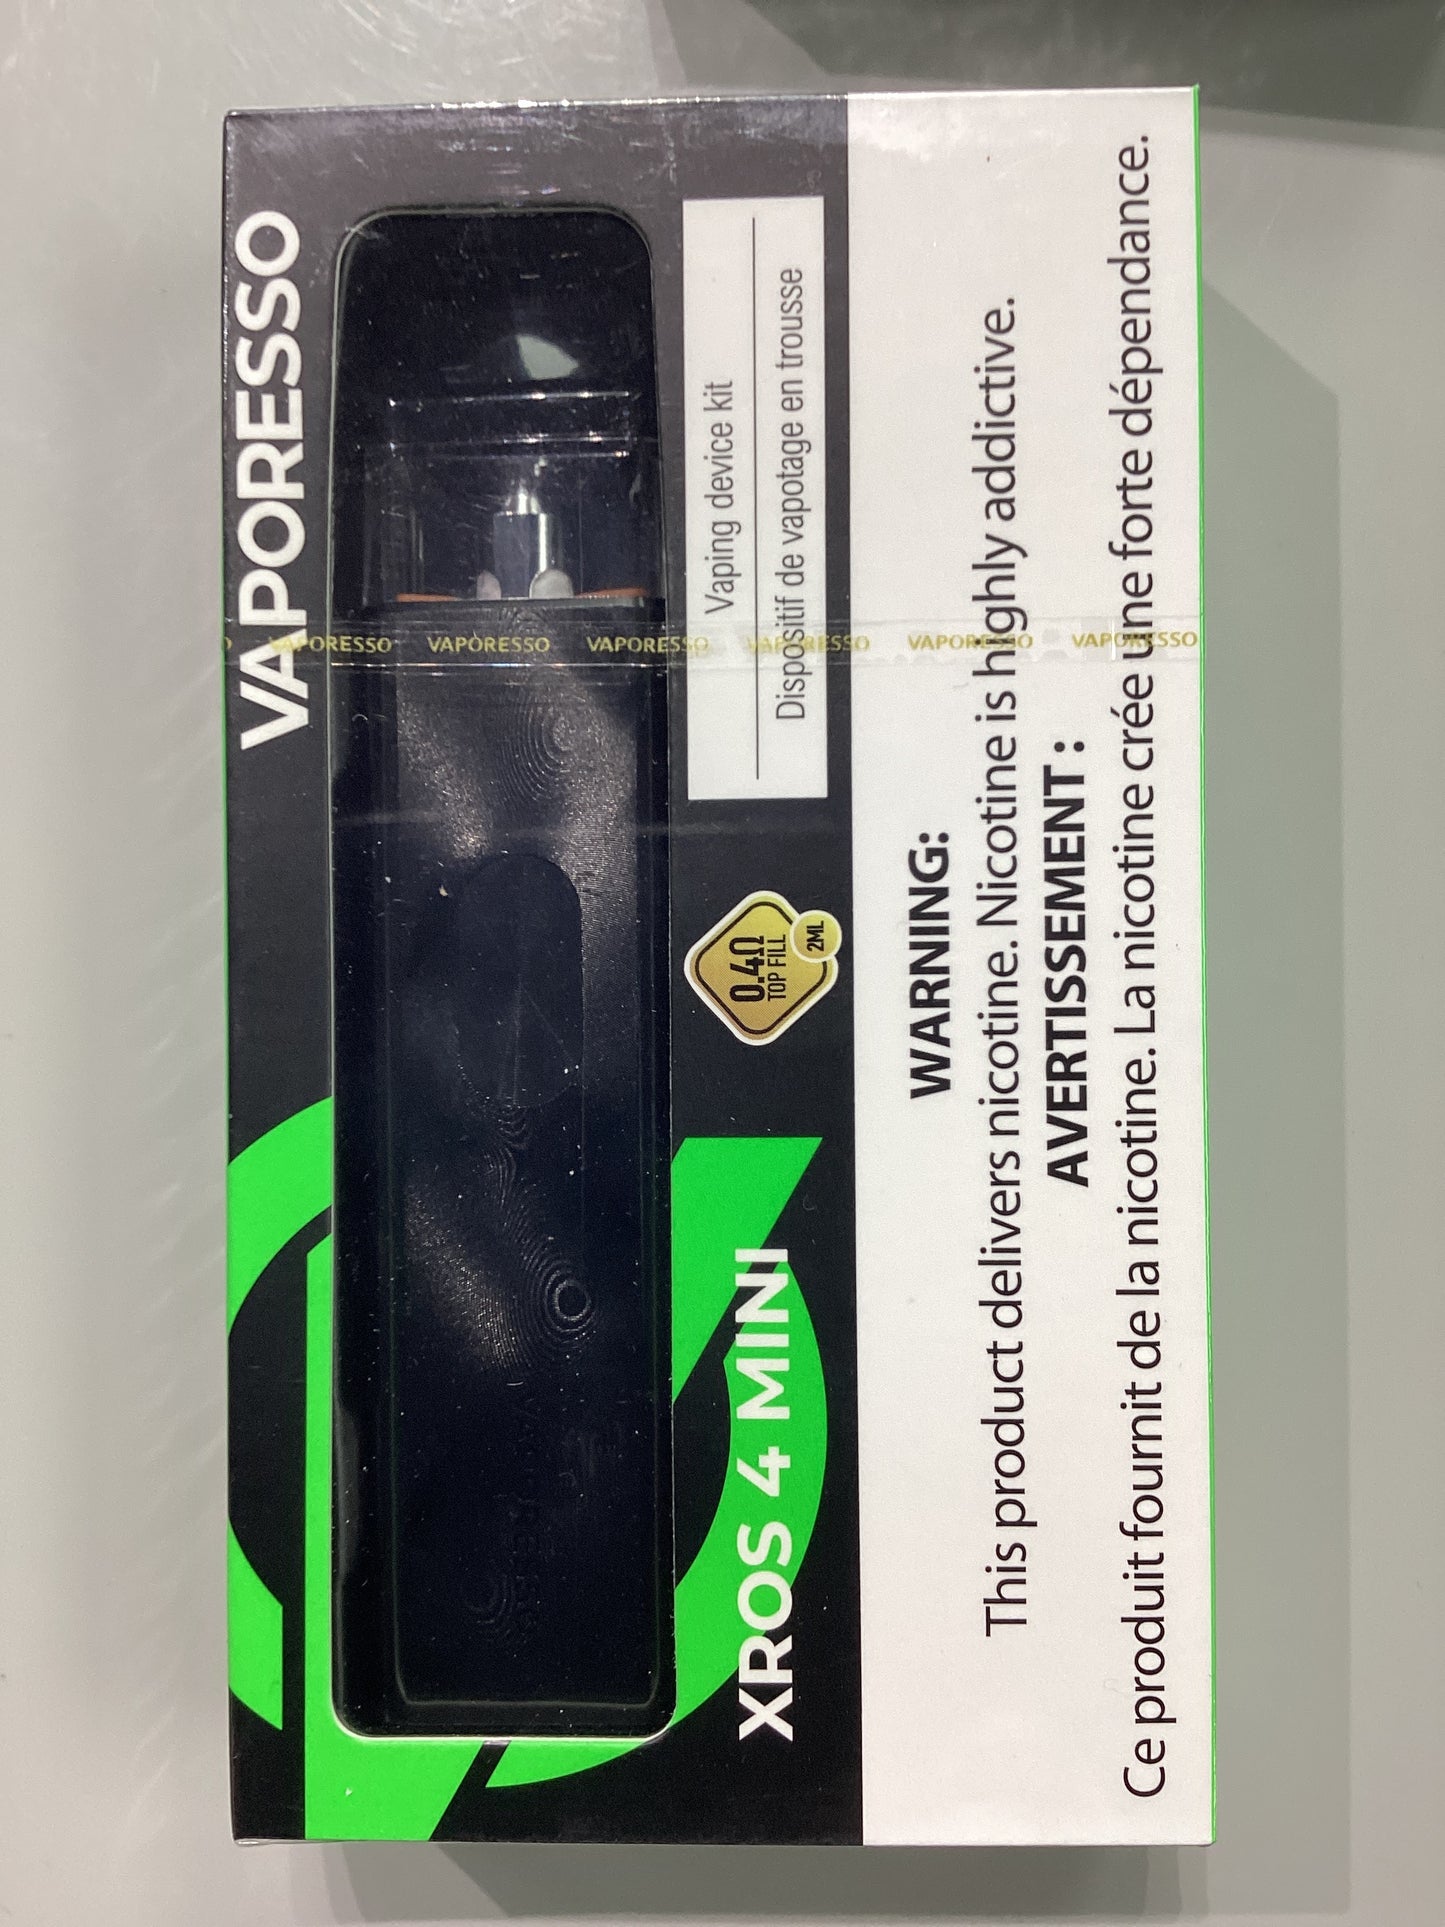 VAPORESSO
VAPORESSO VAPORESSO VAPORESSO VAPORESSO VAPORESSO VAPORESSO
Vaping device kit
Dispositif de vapotage en trousse
0.4Ω
TOP FILL
2ML
XROS 4 MINI
WARNING:
This product delivers nicotine. Nicotine is highly addictive.
AVERTISSEMENT :
Ce produit fournit de la nicotine. La nicotine crée une forte dépendance.
VAPORESSO